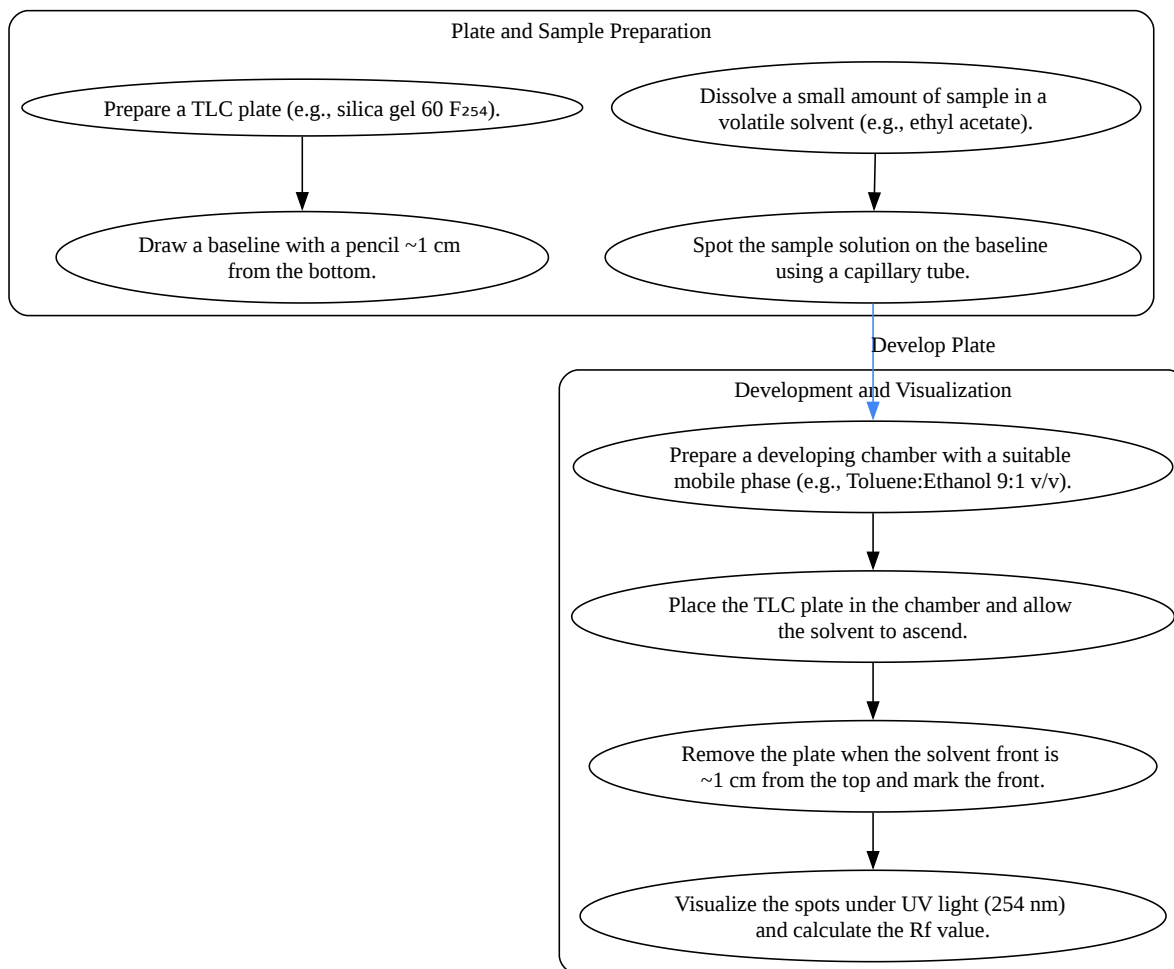 Plate and Sample Preparation
Prepare a TLC plate (e.g., silica gel 60 F₂₅₄).
Dissolve a small amount of sample in a
volatile solvent (e.g., ethyl acetate).
Draw a baseline with a pencil ~1 cm
from the bottom.
Spot the sample solution on the baseline
using a capillary tube.
Develop Plate
Development and Visualization
Prepare a developing chamber with a suitable
mobile phase (e.g., Toluene:Ethanol 9:1 v/v).
Place the TLC plate in the chamber and allow
the solvent to ascend.
Remove the plate when the solvent front is
~1 cm from the top and mark the front.
Visualize the spots under UV light (254 nm)
and calculate the Rf value.